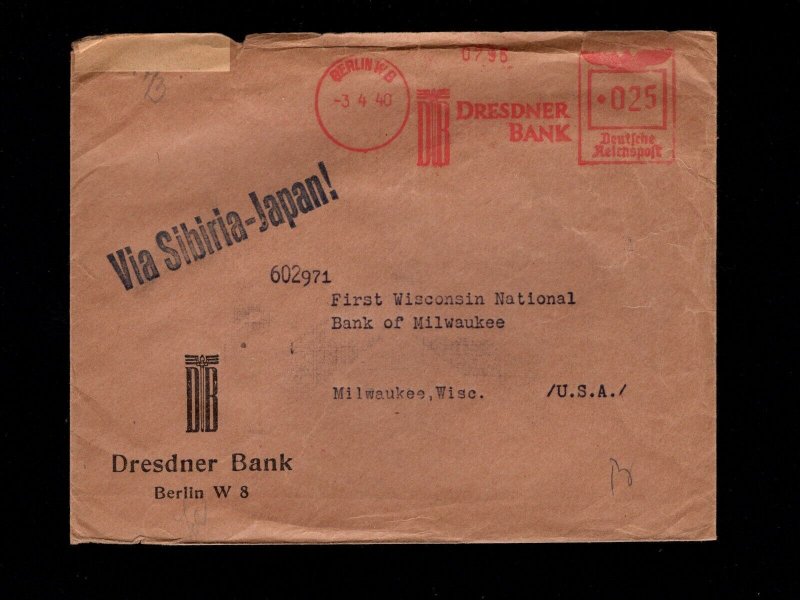 0796
BERLIN W 8
-3 4 40
DB
DRESDNER
BANK
025
Deutsche
Reichspost
Via Sibiria-Japan!
602971
First Wisconsin National
Bank of Milwaukee
Milwaukee,Wisc. /U.S.A./
DB
Dresdner Bank
Berlin W 8